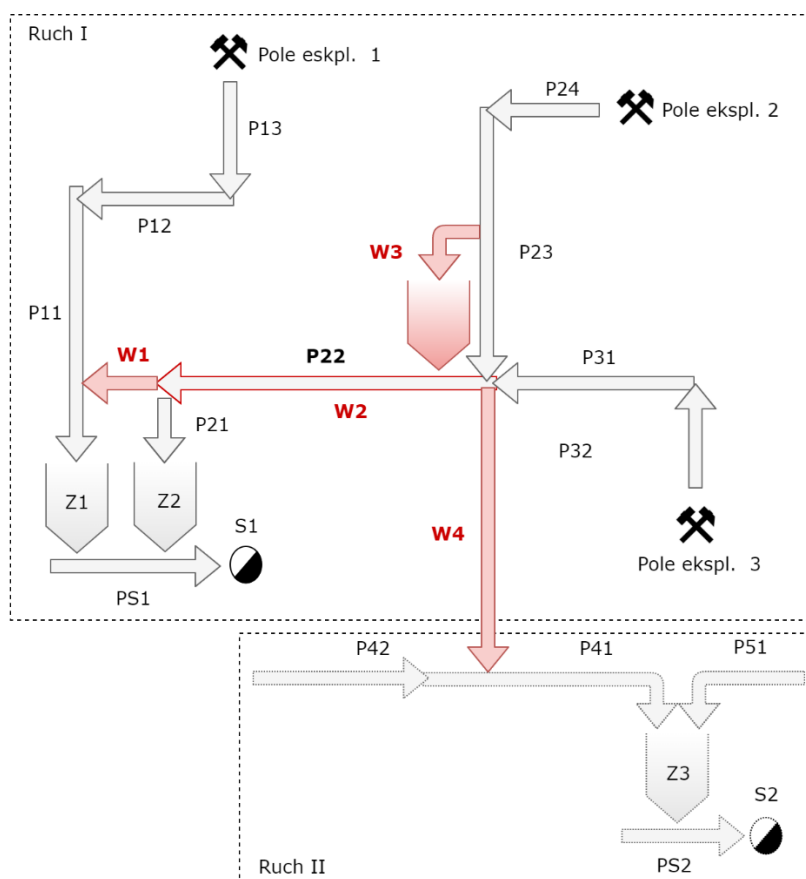 Ruch I
Pole eskpl. 1
P24
Pole ekspl. 2
P13
P12
W3
P23
P11
W1
P22
P31
W2
P21
P32
Z1
Z2
S1
W4
Pole ekspl. 3
PS1
P42
P41
P51
Z3
S2
PS2
Ruch II